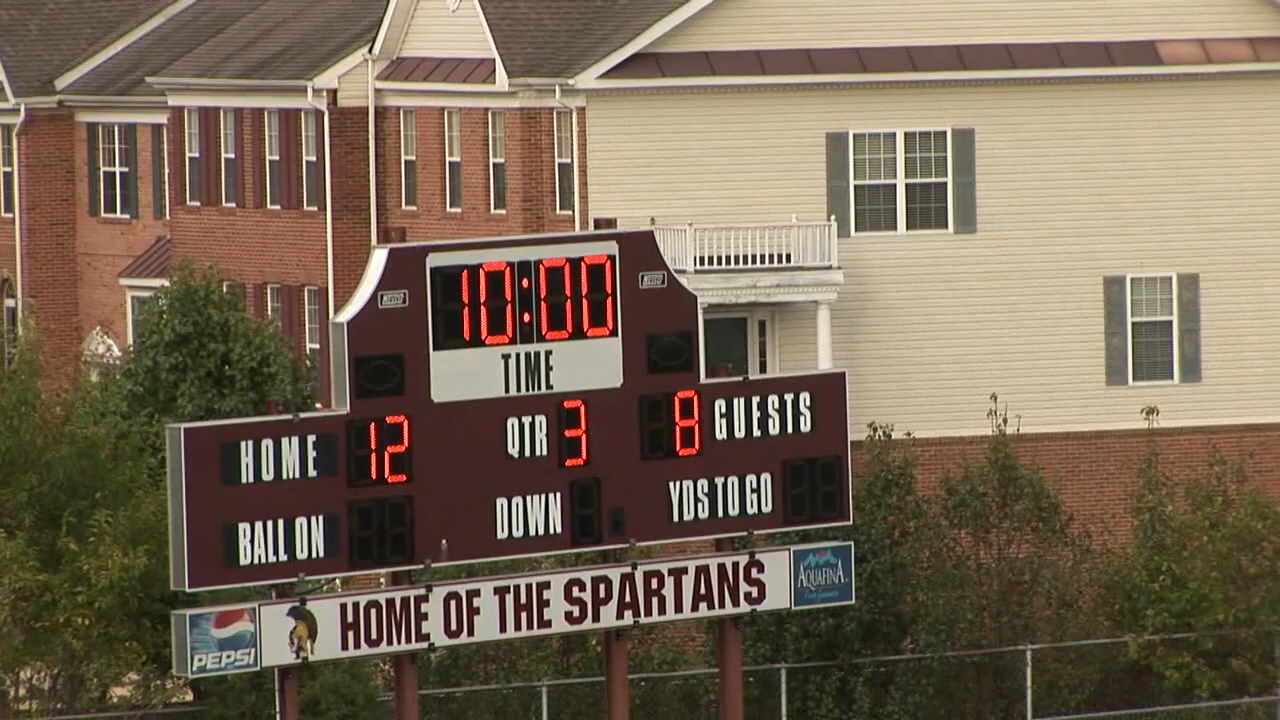 10:00
TIME
HOME 12 QTR 3 8 GUESTS
BALL ON DOWN YDS TO GO
HOME OF THE SPARTANS
PEPSI
AQUAFINA